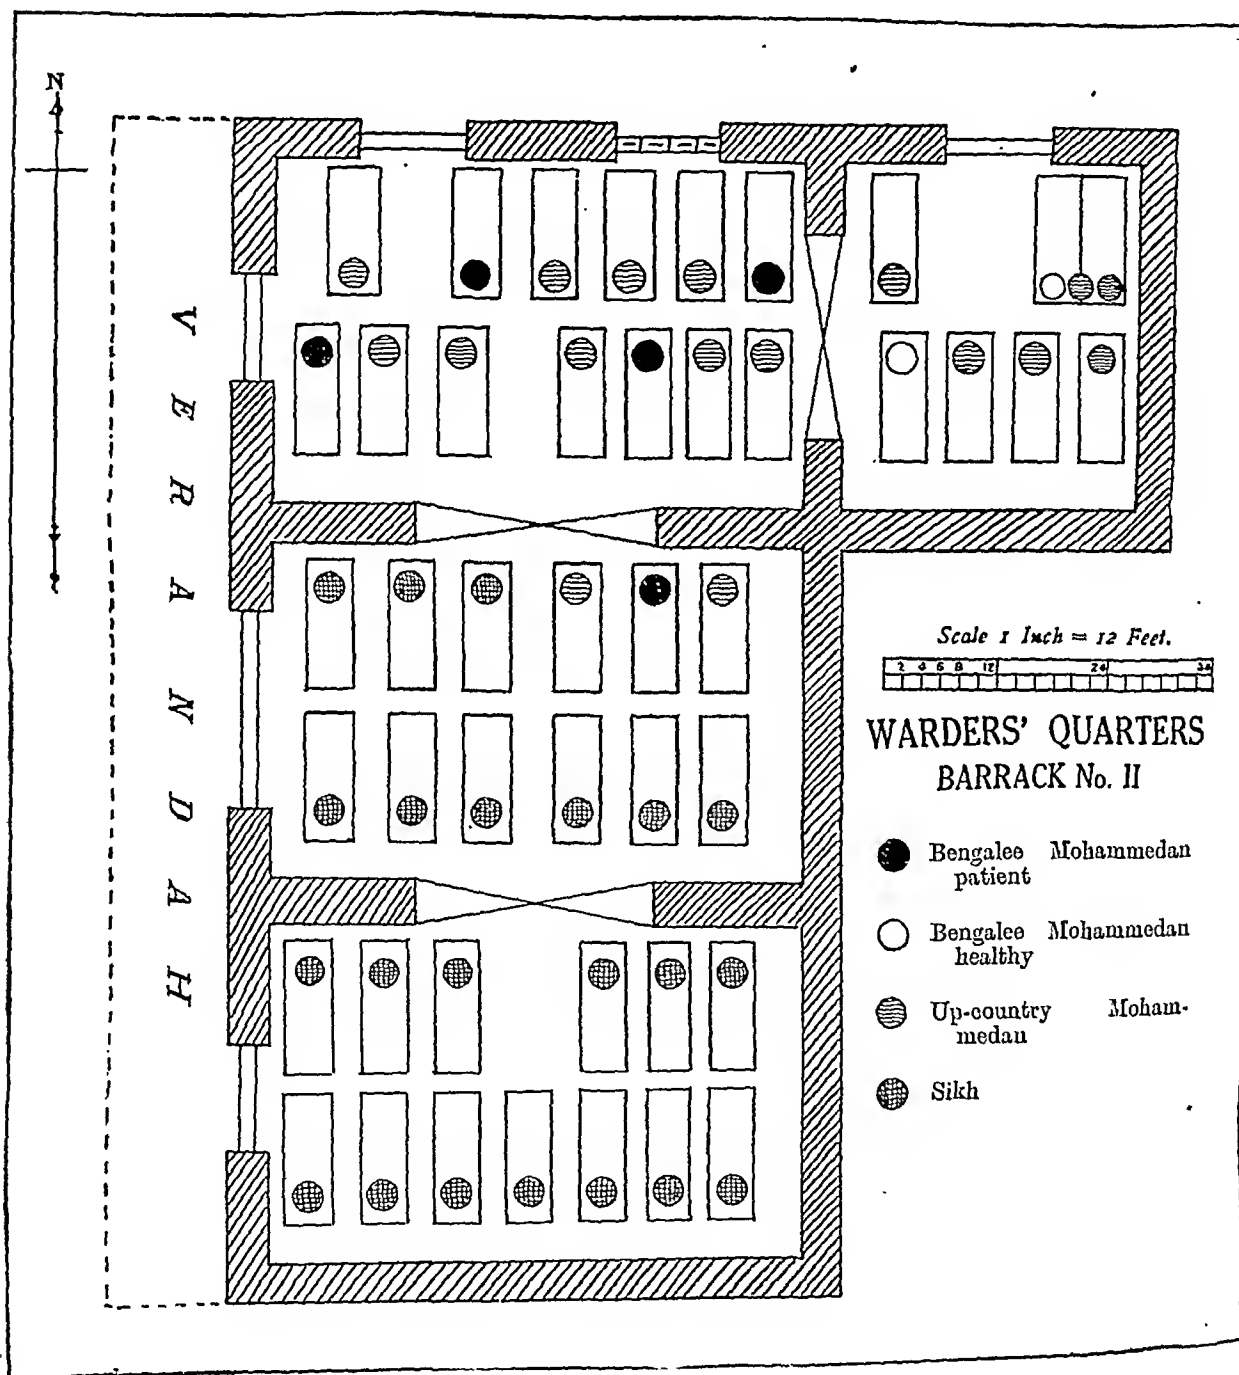 N
VERANDAH
Scale 1 Inch = 12 Feet.
2 4 6 8 12 24 36
WARDERS' QUARTERS
BARRACK No. II
Bengalee Mohammedan
patient
Bengalee Mohammedan
healthy
Up-country Moham-
medan
Sikh